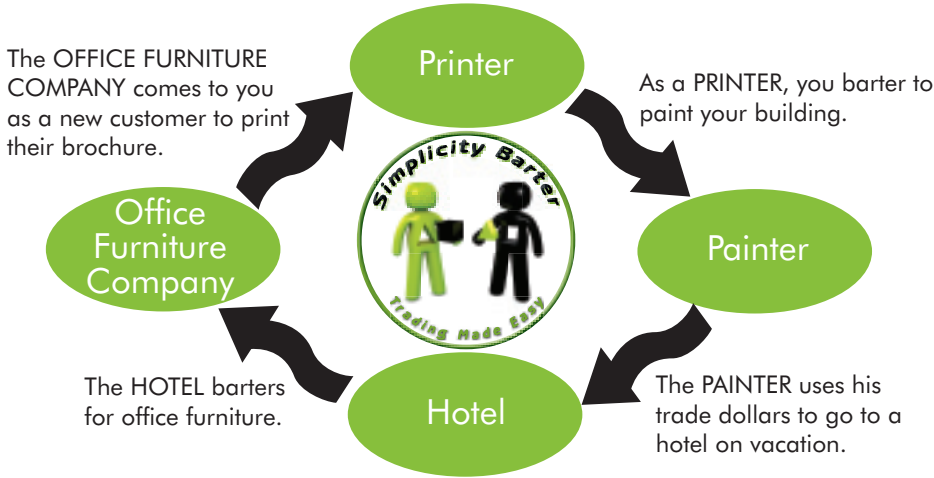 Printer
As a PRINTER, you barter to
paint your building.
Painter
The PAINTER uses his
trade dollars to go to a
hotel on vacation.
Hotel
The HOTEL barters
for office furniture.
Office
Furniture
Company
The OFFICE FURNITURE
COMPANY comes to you
as a new customer to print
their brochure.
Simplicity Barter
Trading Made Easy